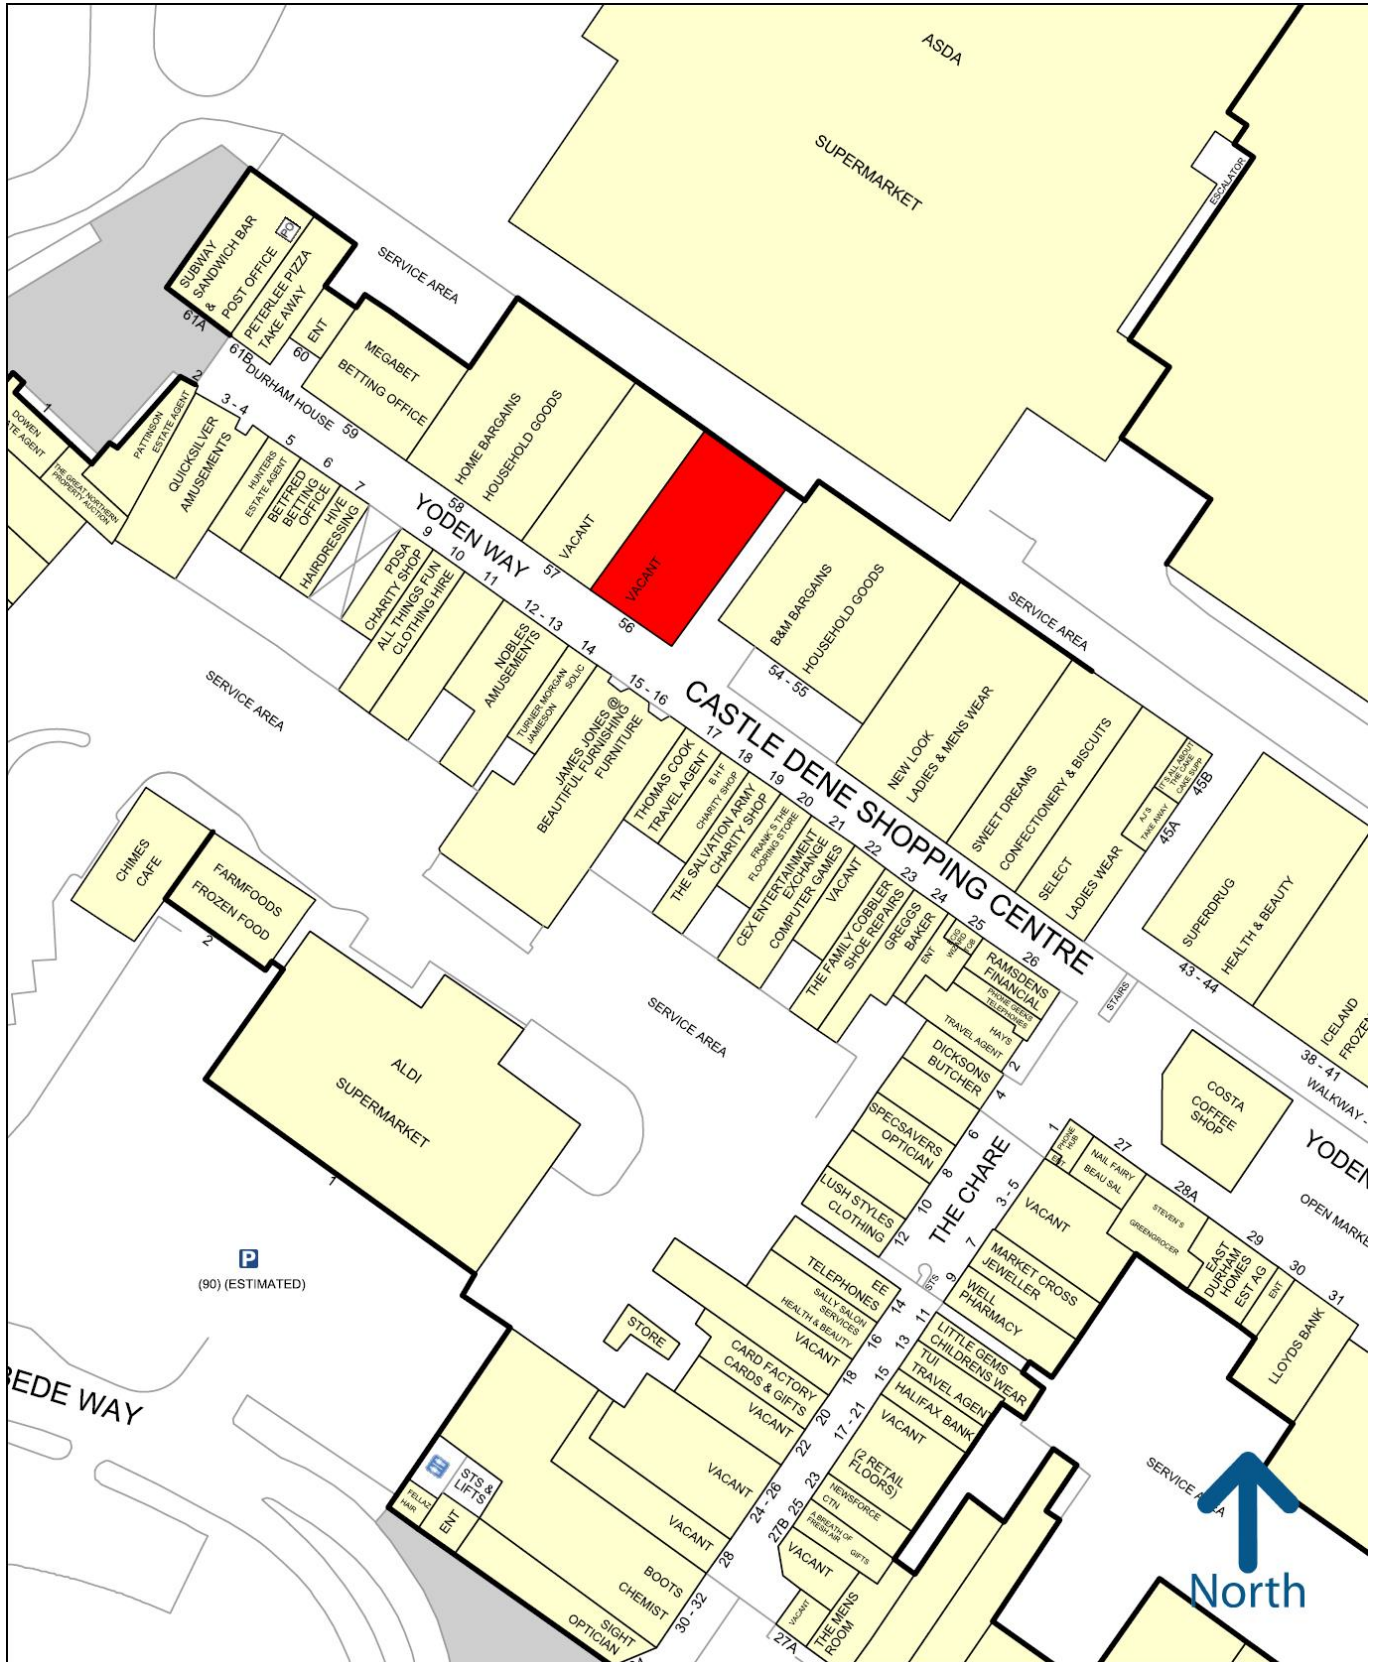 ASDA
SUPERMARKET
ESCALATOR
SERVICE AREA
SUBWAY
SANDWICH BAR
&
POST OFFICE
PO
61A
PETERLEE PIZZA
TAKE AWAY
61B
ENT
60
DURHAM HOUSE
MEGABET
BETTING OFFICE
59
HOME BARGAINS
HOUSEHOLD GOODS
58
VACANT
57
VACANT
56
YODEN WAY
1
DOWEN
ATE AGENT
THE GREAT NORTHERN
PROPERTY AUCTION
2
PATTINSON
ESTATE AGENT
3 - 4
QUICKSILVER
AMUSEMENTS
5
HUNTERS
ESTATE AGENT
6
BETFRED
BETTING
OFFICE
7
HIVE
HAIRDRESSING
9
PDSA
CHARITY SHOP
10
ALL THINGS FUN
CLOTHING HIRE
11
12 - 13
NOBLES
AMUSEMENTS
14
TURNER MORGAN
JAMIESON
SOLIC
15 - 16
JAMES JONES @
BEAUTIFUL FURNISHING
FURNITURE
SERVICE AREA
B&M BARGAINS
HOUSEHOLD GOODS
54 - 55
SERVICE AREA
CASTLE DENE SHOPPING CENTRE
NEW LOOK
LADIES & MENS WEAR
SWEET DREAMS
CONFECTIONERY & BISCUITS
SELECT
LADIES WEAR
IT'S ALL ABOUT
THE CAKE
CAKE SUPP
45B
AJ'S
TAKE AWAY
45A
SUPERDRUG
HEALTH & BEAUTY
43 - 44
ICELAND
FROZEN
38 - 41
WALKWAY -
17
THOMAS COOK
TRAVEL AGENT
18
B H F
CHARITY SHOP
19
THE SALVATION ARMY
CHARITY SHOP
20
FRANK'S THE
FLOORING STORE
21
CEX ENTERTAINMENT
EXCHANGE
COMPUTER GAMES
22
VACANT
23
THE FAMILY COBBLER
SHOE REPAIRS
24
GREGGS
BAKER
ENT
25
26
RAMSDENS
FINANCIAL
PHONE GEEKS
TELEPHONES
HAYS
TRAVEL AGENT
2
STAIRS
CHIMES
CAFE
FARMFOODS
FROZEN FOOD
2
SERVICE AREA
ALDI
SUPERMARKET
1
P
(90) (ESTIMATED)
BEDE WAY
DICKSONS
BUTCHER
4
6
SPECSAVERS
OPTICIAN
8
10
LUSH STYLES
CLOTHING
12
THE CHARE
COSTA
COFFEE
SHOP
YODEN
OPEN MARKE
1
PHONE
HUB
ENT
27
NAIL FAIRY
BEAU SAL
28A
STEVEN'S
GREENGROCER
29
EAST
DURHAM
HOMES
EST AG
30
ENT
31
LLOYDS BANK
3 - 5
VACANT
7
MARKET CROSS
JEWELLER
9
WELL
PHARMACY
STS
11
LITTLE GEMS
CHILDRENS WEAR
13
TUI
TRAVEL AGENT
15
HALIFAX BANK
17 - 21
VACANT
(2 RETAIL
FLOORS)
23
NEWSFORCE
CTN
25
A BREATH OF
FRESH AIR
GIFTS
27B
VACANT
VACANT
27A
THE MENS
ROOM
EE
TELEPHONES
14
SALLY SALON
SERVICES
HEALTH & BEAUTY
16
VACANT
18
CARD FACTORY
CARDS & GIFTS
20
VACANT
22
VACANT
24 - 26
VACANT
28
BOOTS
CHEMIST
30 - 32
SIGHT
OPTICIAN
STORE
STS &
LIFTS
FELLAZ
HAIR
ENT
SERVICE AREA
North